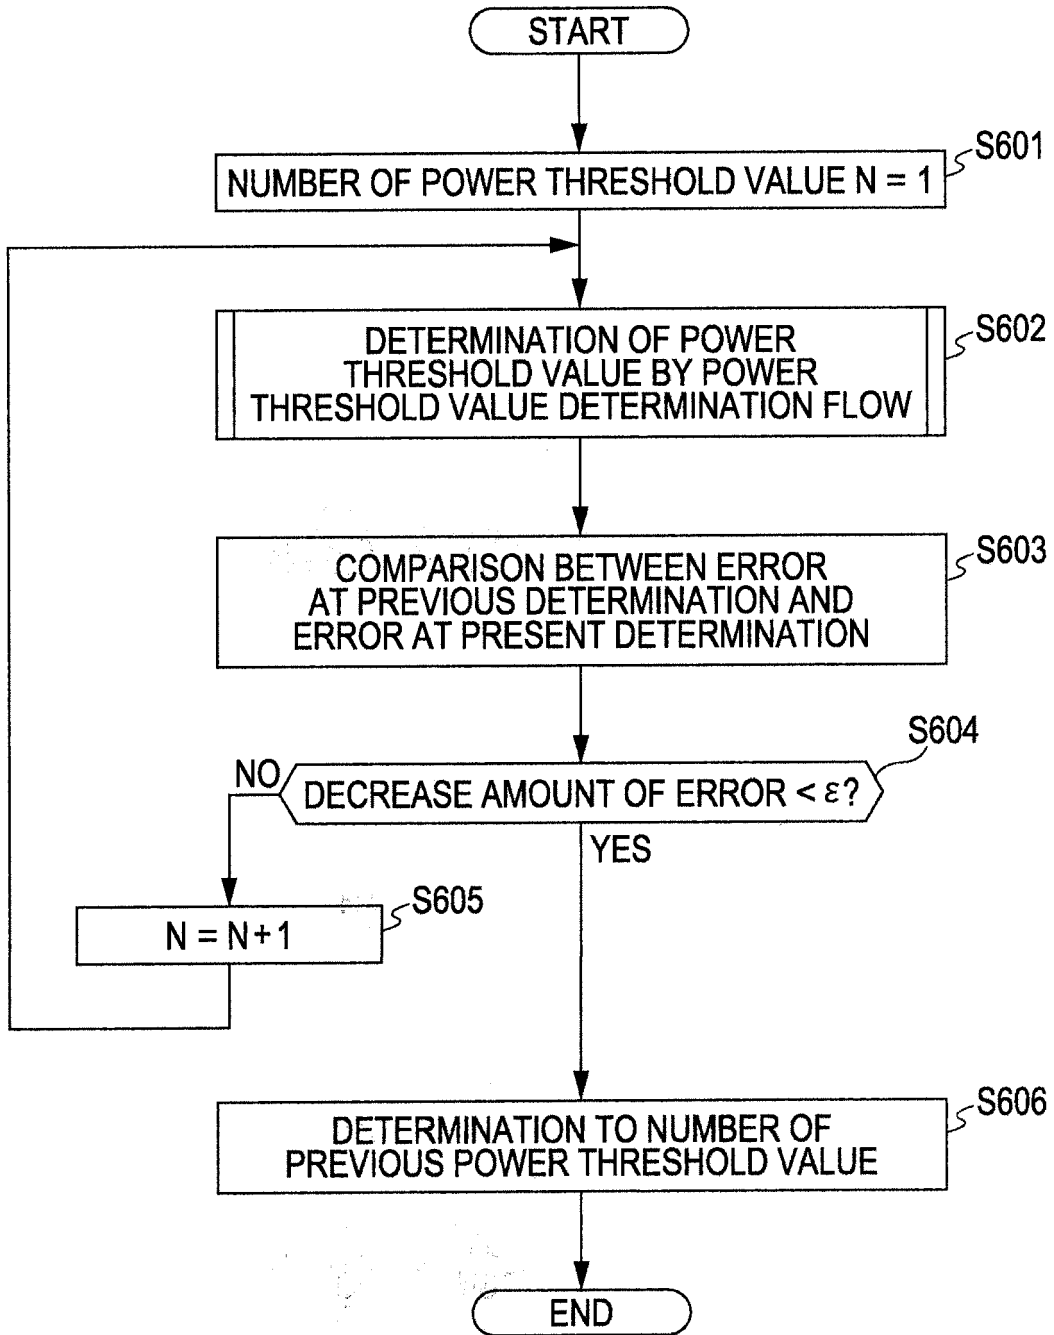 START
S601
NUMBER OF POWER THRESHOLD VALUE N = 1
S602
DETERMINATION OF POWER
THRESHOLD VALUE BY POWER
THRESHOLD VALUE DETERMINATION FLOW
S603
COMPARISON BETWEEN ERROR
AT PREVIOUS DETERMINATION AND
ERROR AT PRESENT DETERMINATION
S604
NO
DECREASE AMOUNT OF ERROR < ε?
YES
S605
N = N + 1
S606
DETERMINATION TO NUMBER OF
PREVIOUS POWER THRESHOLD VALUE
END